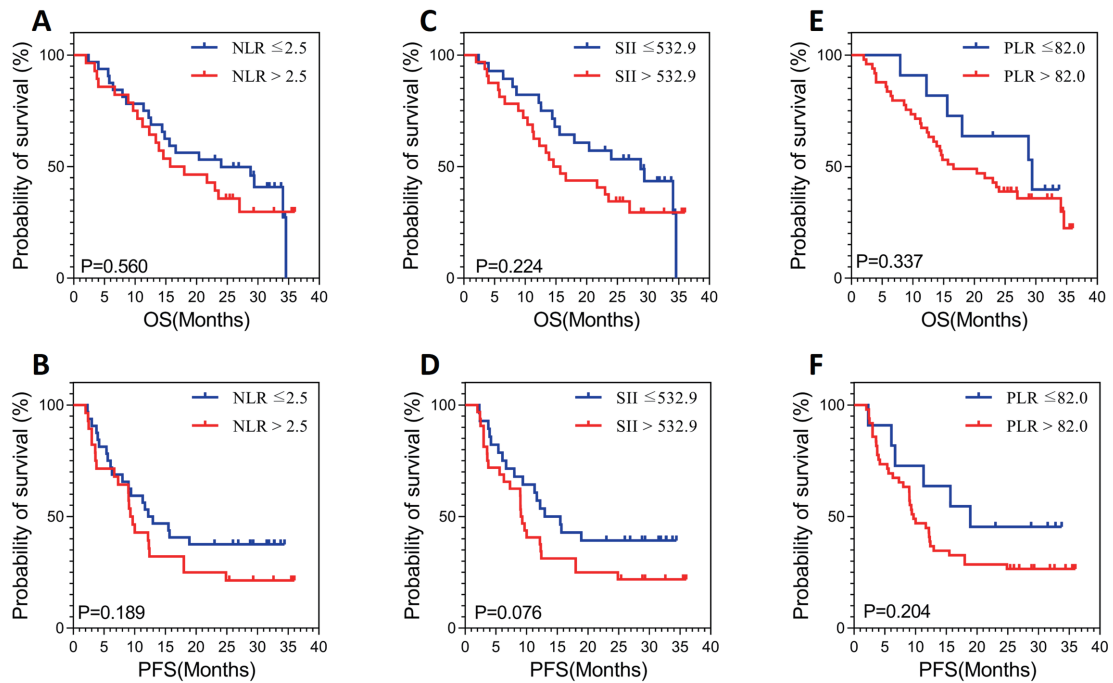 A
Probability of survival (%)
100
50
0
NLR ≤2.5
NLR > 2.5
P=0.560
0 5 10 15 20 25 30 35 40
OS(Months)
C
Probability of survival (%)
100
50
0
SII ≤532.9
SII > 532.9
P=0.224
0 5 10 15 20 25 30 35 40
OS(Months)
E
Probability of survival (%)
100
50
0
PLR ≤82.0
PLR > 82.0
P=0.337
0 5 10 15 20 25 30 35 40
OS(Months)
B
Probability of survival (%)
100
50
0
NLR ≤2.5
NLR > 2.5
P=0.189
0 5 10 15 20 25 30 35 40
PFS(Months)
D
Probability of survival (%)
100
50
0
SII ≤532.9
SII > 532.9
P=0.076
0 5 10 15 20 25 30 35 40
PFS(Months)
F
Probability of survival (%)
100
50
0
PLR ≤82.0
PLR > 82.0
P=0.204
0 5 10 15 20 25 30 35 40
PFS(Months)